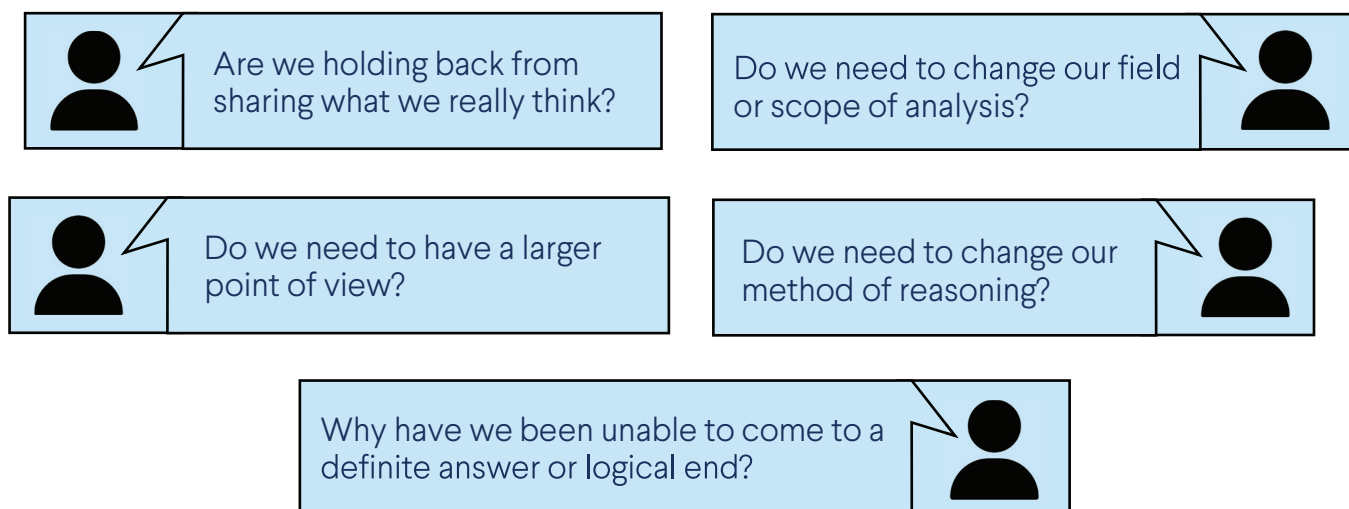 Are we holding back from
sharing what we really think?
Do we need to change our field
or scope of analysis?
Do we need to have a larger
point of view?
Do we need to change our
method of reasoning?
Why have we been unable to come to a
definite answer or logical end?